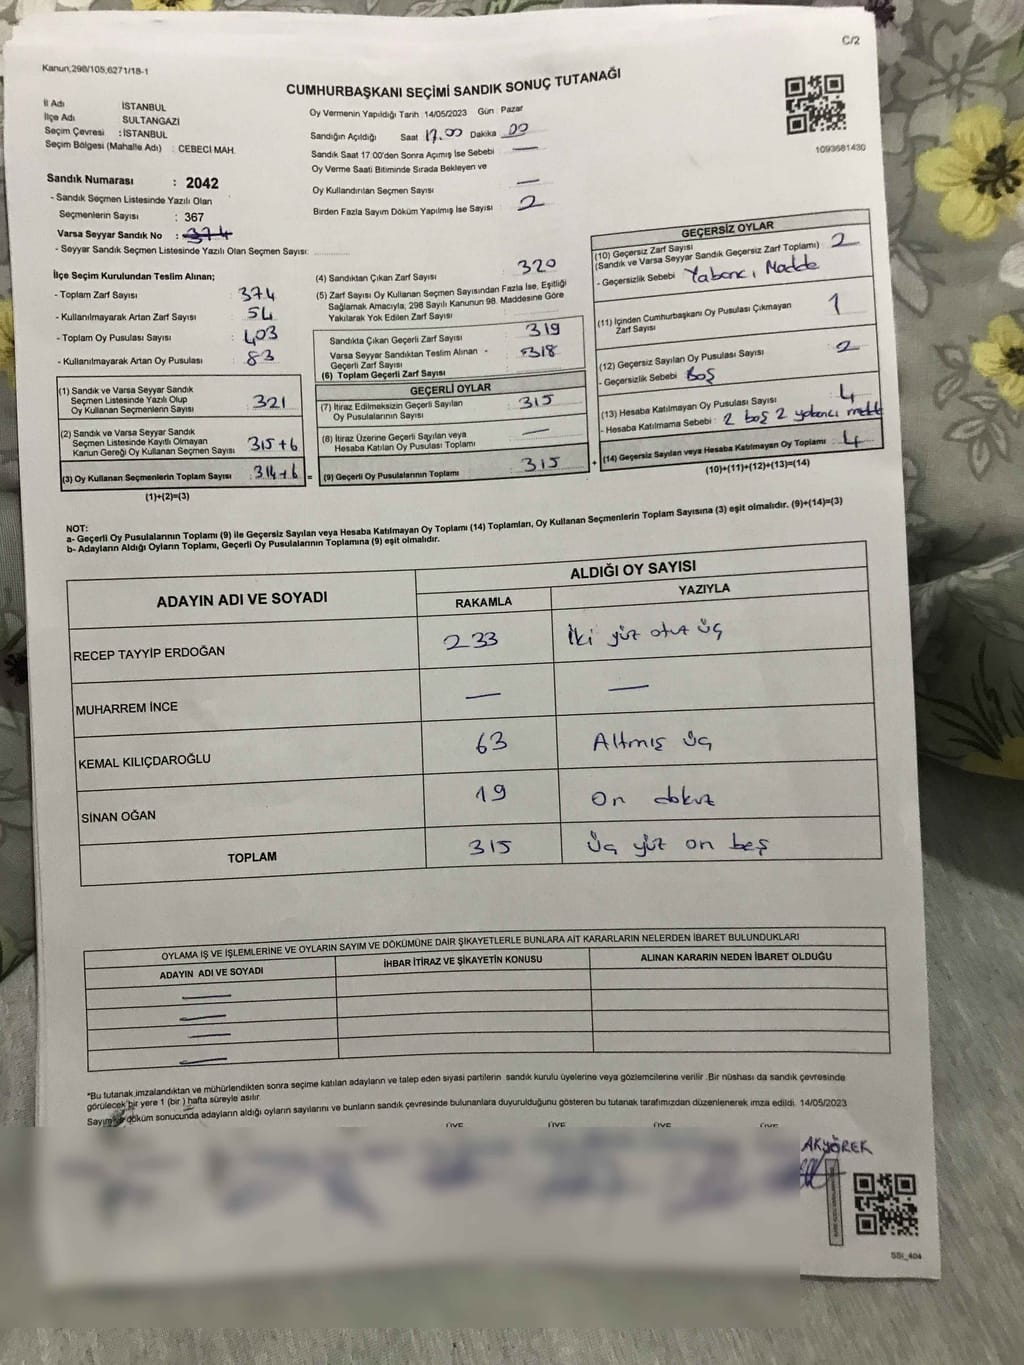 C/2
Kanun;298/105,6271/18-1
CUMHURBAŞKANI SEÇİMİ SANDIK SONUÇ TUTANAĞI
İl Adı İSTANBUL
İlçe Adı SULTANGAZİ
Seçim Çevresi : İSTANBUL
Seçim Bölgesi (Mahalle Adı) : CEBECİ MAH.
Oy Vermenin Yapıldığı Tarih :14/05/2023 Gün : Pazar
Sandığın Açıldığı Saat 17.00 Dakika 00
Sandık Saat 17.00'den Sonra Açımış İse Sebebi : —
Oy Verme Saati Bitiminde Sırada Bekleyen ve
Oy Kullandırılan Seçmen Sayısı —
Birden Fazla Sayım Döküm Yapılmış İse Sayısı : 2
1093681430
Sandık Numarası : 2042
- Sandık Seçmen Listesinde Yazılı Olan
Seçmenlerin Sayısı : 367
Varsa Seyyar Sandık No : 374
- Seyyar Sandık Seçmen Listesinde Yazılı Olan Seçmen Sayısı:
İlçe Seçim Kurulundan Teslim Alınan;
- Toplam Zarf Sayısı : 374
- Kullanılmayarak Artan Zarf Sayısı : 54
- Toplam Oy Pusulası Sayısı : 403
- Kullanılmayarak Artan Oy Pusulası : 83
(1) Sandık ve Varsa Seyyar Sandık
Seçmen Listesinde Yazılı Olup
Oy Kullanan Seçmenlerin Sayısı : 321
(2) Sandık ve Varsa Seyyar Sandık
Seçmen Listesinde Kayıtlı Olmayan
Kanun Gereği Oy Kullanan Seçmen Sayısı : 315+6
(3) Oy Kullanan Seçmenlerin Toplam Sayısı : 314+6 =
(1)+(2)=(3)
(4) Sandıktan Çıkan Zarf Sayısı : 320
(5) Zarf Sayısı Oy Kullanan Seçmen Sayısından Fazla İse, Eşitliği
Sağlamak Amacıyla, 298 Sayılı Kanunun 98. Maddesine Göre
Yakılarak Yok Edilen Zarf Sayısı :
Sandıkta Çıkan Geçerli Zarf Sayısı : 319
Varsa Seyyar Sandıktan Teslim Alınan
Geçerli Zarf Sayısı : 318
(6) Toplam Geçerli Zarf Sayısı
GEÇERLİ OYLAR
(7) İtiraz Edilmeksizin Geçerli Sayılan
Oy Pusulalarının Sayısı : 315
(8) İtiraz Üzerine Geçerli Sayılan veya
Hesaba Katılan Oy Pusulası Toplamı : —
(9) Geçerli Oy Pusulalarının Toplamı : 315 +
GEÇERSİZ OYLAR
(10) Geçersiz Zarf Sayısı
(Sandık ve Varsa Seyyar Sandık Geçersiz Zarf Toplamı) : 2
- Geçersizlik Sebebi : Yabancı Madde
(11) İçinden Cumhurbaşkanı Oy Pusulası Çıkmayan
Zarf Sayısı : 1
(12) Geçersiz Sayılan Oy Pusulası Sayısı : 2
- Geçersizlik Sebebi : Boş
(13) Hesaba Katılmayan Oy Pusulası Sayısı : 4
- Hesaba Katılmama Sebebi : 2 boş 2 yabancı madde
(14) Geçersiz Sayılan veya Hesaba Katılmayan Oy Toplamı : 4
(10)+(11)+(12)+(13)=(14)
NOT:
a- Geçerli Oy Pusulalarının Toplamı (9) ile Geçersiz Sayılan veya Hesaba Katılmayan Oy Toplamı (14) Toplamları, Oy Kullanan Seçmenlerin Toplam Sayısına (3) eşit olmalıdır. (9)+(14)=(3)
b- Adayların Aldığı Oyların Toplamı, Geçerli Oy Pusulalarının Toplamına (9) eşit olmalıdır.
ADAYIN ADI VE SOYADI ALDIĞI OY SAYISI
RAKAMLA YAZIYLA
RECEP TAYYİP ERDOĞAN 233 İki yüz otuz üç
MUHARREM İNCE — —
KEMAL KILIÇDAROĞLU 63 Altmış üç
SİNAN OĞAN 19 On dokuz
TOPLAM 315 Üç yüz on beş
OYLAMA İŞ VE İŞLEMLERİNE VE OYLARIN SAYIM VE DÖKÜMÜNE DAİR ŞİKAYETLERLE BUNLARA AİT KARARLARIN NELERDEN İBARET BULUNDUKLARI
ADAYIN ADI VE SOYADI İHBAR İTİRAZ VE ŞİKAYETİN KONUSU ALINAN KARARIN NEDEN İBARET OLDUĞU
—
—
—
—
*Bu tutanak imzalandıktan ve mühürlendikten sonra seçime katılan adayların ve talep eden siyasi partilerin sandık kurulu üyelerine veya gözlemcilerine verilir .Bir nüshası da sandık çevresinde
görülecek bir yere 1 (bir ) hafta süreyle asılır.
Sayım ve döküm sonucunda adayların aldığı oyların sayılarını ve bunların sandık çevresinde bulunanlara duyurulduğunu gösteren bu tutanak tarafımızdan düzenlenerek imza edildi. 14/05/2023
ÜYE ÜYE ÜYE ÜYE
AKYÖREK
SSI_404